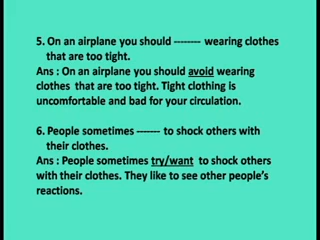 5. On an airplane you should -------- wearing clothes
that are too tight.
Ans : On an airplane you should avoid wearing
clothes that are too tight. Tight clothing is
uncomfortable and bad for your circulation.
6. People sometimes ------- to shock others with
their clothes.
Ans : People sometimes try/want to shock others
with their clothes. They like to see other people's
reactions.